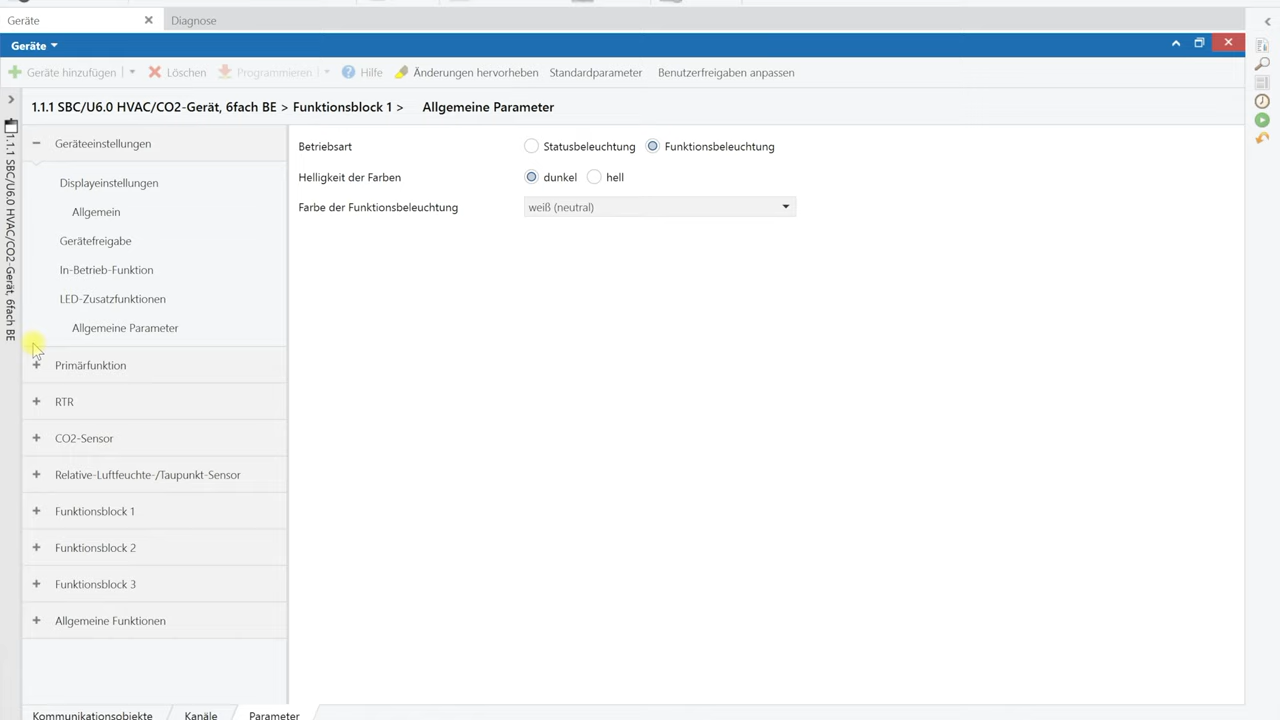 Geräte
Diagnose
Geräte
Geräte hinzufügen
Löschen
Programmieren
Hilfe
Änderungen hervorheben
Standardparameter
Benutzerfreigaben anpassen
1.1.1 SBC/U6.0 HVAC/CO2-Gerät, 6fach BE > Funktionsblock 1 > Allgemeine Parameter
1.1.1 SBC/U6.0 HVAC/CO2-Gerät, 6fach BE
Geräteeinstellungen
Displayeinstellungen
Allgemein
Gerätefreigabe
In-Betrieb-Funktion
LED-Zusatzfunktionen
Allgemeine Parameter
Primärfunktion
RTR
CO2-Sensor
Relative-Luftfeuchte-/Taupunkt-Sensor
Funktionsblock 1
Funktionsblock 2
Funktionsblock 3
Allgemeine Funktionen
Betriebsart Statusbeleuchtung Funktionsbeleuchtung
Helligkeit der Farben dunkel hell
Farbe der Funktionsbeleuchtung weiß (neutral)
Kommunikationsobjekte Kanäle Parameter